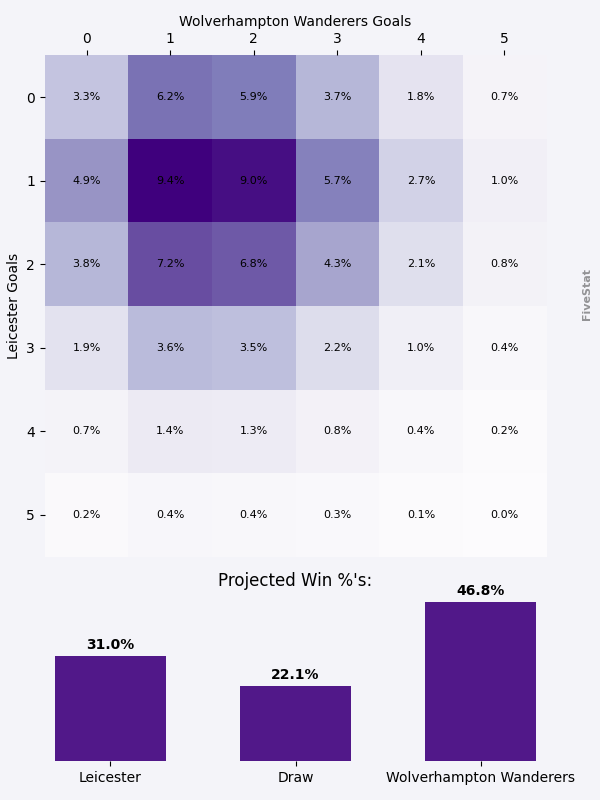 Wolverhampton Wanderers Goals
0 1 2 3 4 5
0 3.3% 6.2% 5.9% 3.7% 1.8% 0.7%
1 4.9% 9.4% 9.0% 5.7% 2.7% 1.0%
2 3.8% 7.2% 6.8% 4.3% 2.1% 0.8%
3 1.9% 3.6% 3.5% 2.2% 1.0% 0.4%
4 0.7% 1.4% 1.3% 0.8% 0.4% 0.2%
5 0.2% 0.4% 0.4% 0.3% 0.1% 0.0%
Leicester Goals
FiveStat
Projected Win %'s:
31.0% 22.1% 46.8%
Leicester Draw Wolverhampton Wanderers